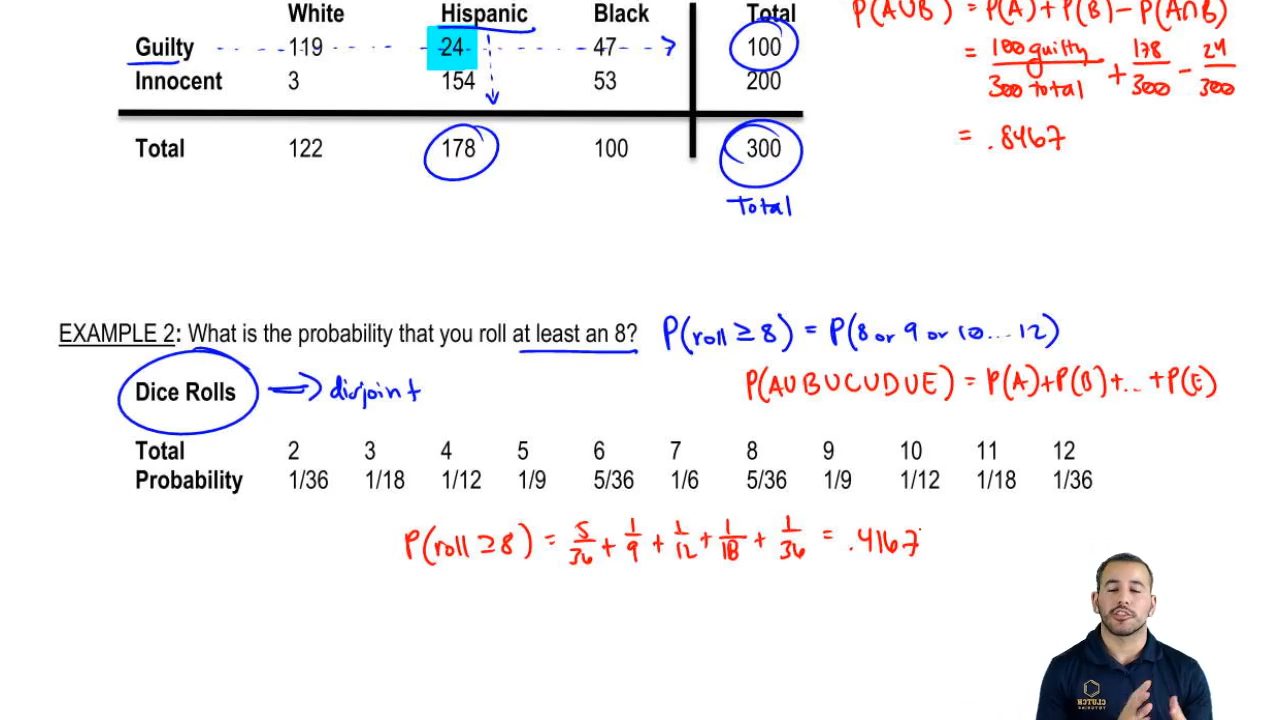 White Hispanic Black Total
Guilty 119 24 47 100
Innocent 3 154 53 200
Total 122 178 100 300
Total
P(A∪B) = P(A) + P(B) - P(A∩B)
= 100 guilty/300 total + 178/300 - 24/300
= .8467
EXAMPLE 2: What is the probability that you roll at least an 8? P(roll ≥ 8) = P(8 or 9 or 10... 12)
Dice Rolls → disjoint P(A∪B∪C∪D∪E) = P(A)+P(B)+...+P(E)
Total 2 3 4 5 6 7 8 9 10 11 12
Probability 1/36 1/18 1/12 1/9 5/36 1/6 5/36 1/9 1/12 1/18 1/36
P(roll ≥ 8) = 5/36 + 1/9 + 1/12 + 1/18 + 1/36 = .4167
CLUTCH